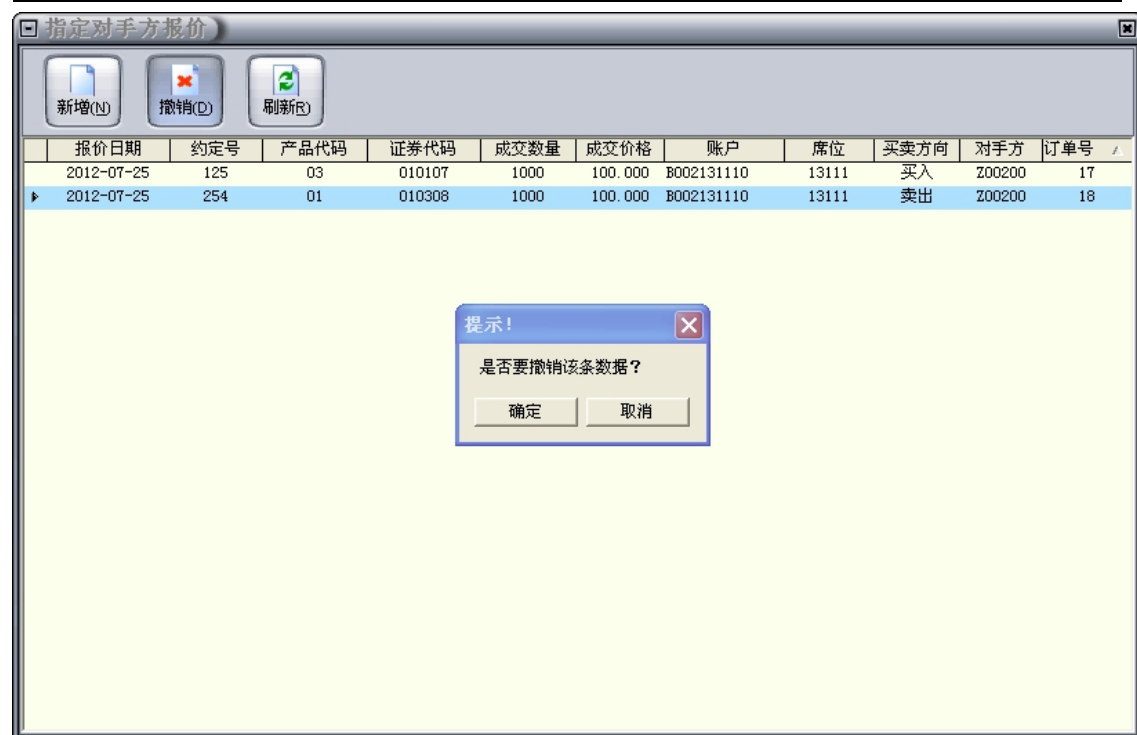 指定对手方报价
新增(N) 撤销(D) 刷新R)
报价日期 约定号 产品代码 证券代码 成交数量 成交价格 账户 席位 买卖方向 对手方 订单号
2012-07-25 125 03 010107 1000 100.000 B002131110 13111 买入 Z00200 17
2012-07-25 254 01 010308 1000 100.000 B002131110 13111 卖出 Z00200 18
提示!
是否要撤销该条数据?
确定 取消